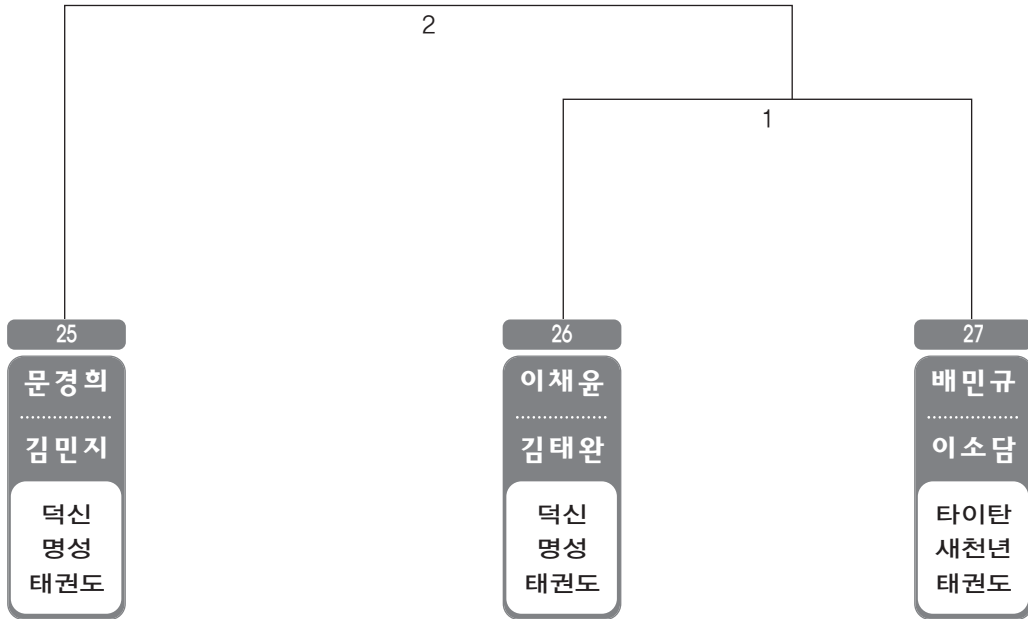 2
1
25
문경희
김민지
덕신
명성
태권도
26
이채윤
김태완
덕신
명성
태권도
27
배민규
이소담
타이탄
새천년
태권도